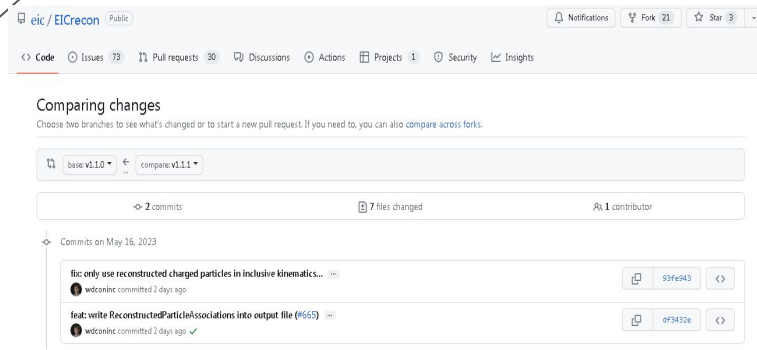 eic / EICrecon Public
Notifications Fork 21 Star 3
Code Issues 73 Pull requests 30 Discussions Actions Projects 1 Security Insights
Comparing changes
Choose two branches to see what's changed or to start a new pull request. If you need to, you can also compare across forks.
base: v1.1.0 compare: v1.1.1
2 commits 7 files changed 1 contributor
Commits on May 16, 2023
fix: only use reconstructed charged particles in inclusive kinematics...
93fe943
wdconinc committed 2 days ago
feat: write ReconstructedParticleAssociations into output file (#665)
df3432e
wdconinc committed 2 days ago